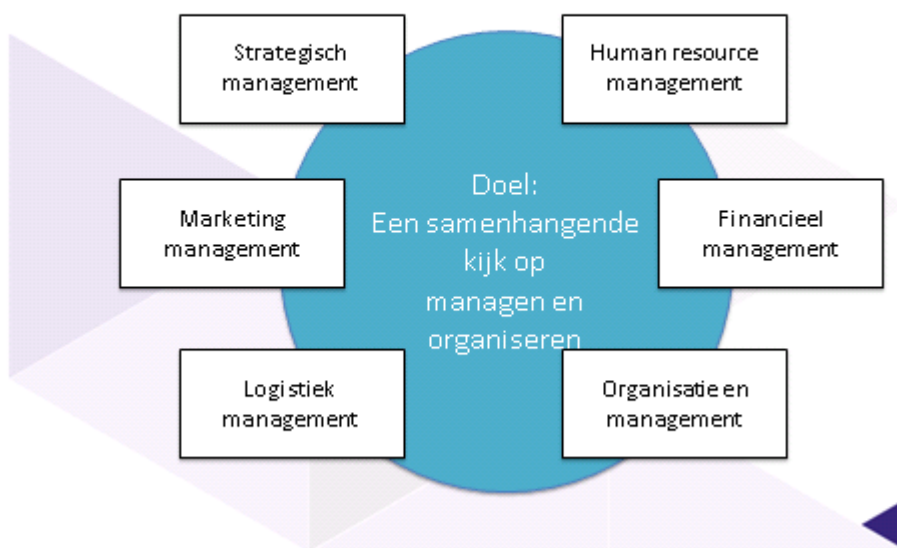 Strategisch
management
Human resource
management
Doel:
Een samenhangende
kijk op
managen en
organiseren
Marketing
management
Financieel
management
Logistiek
management
Organisatie en
management